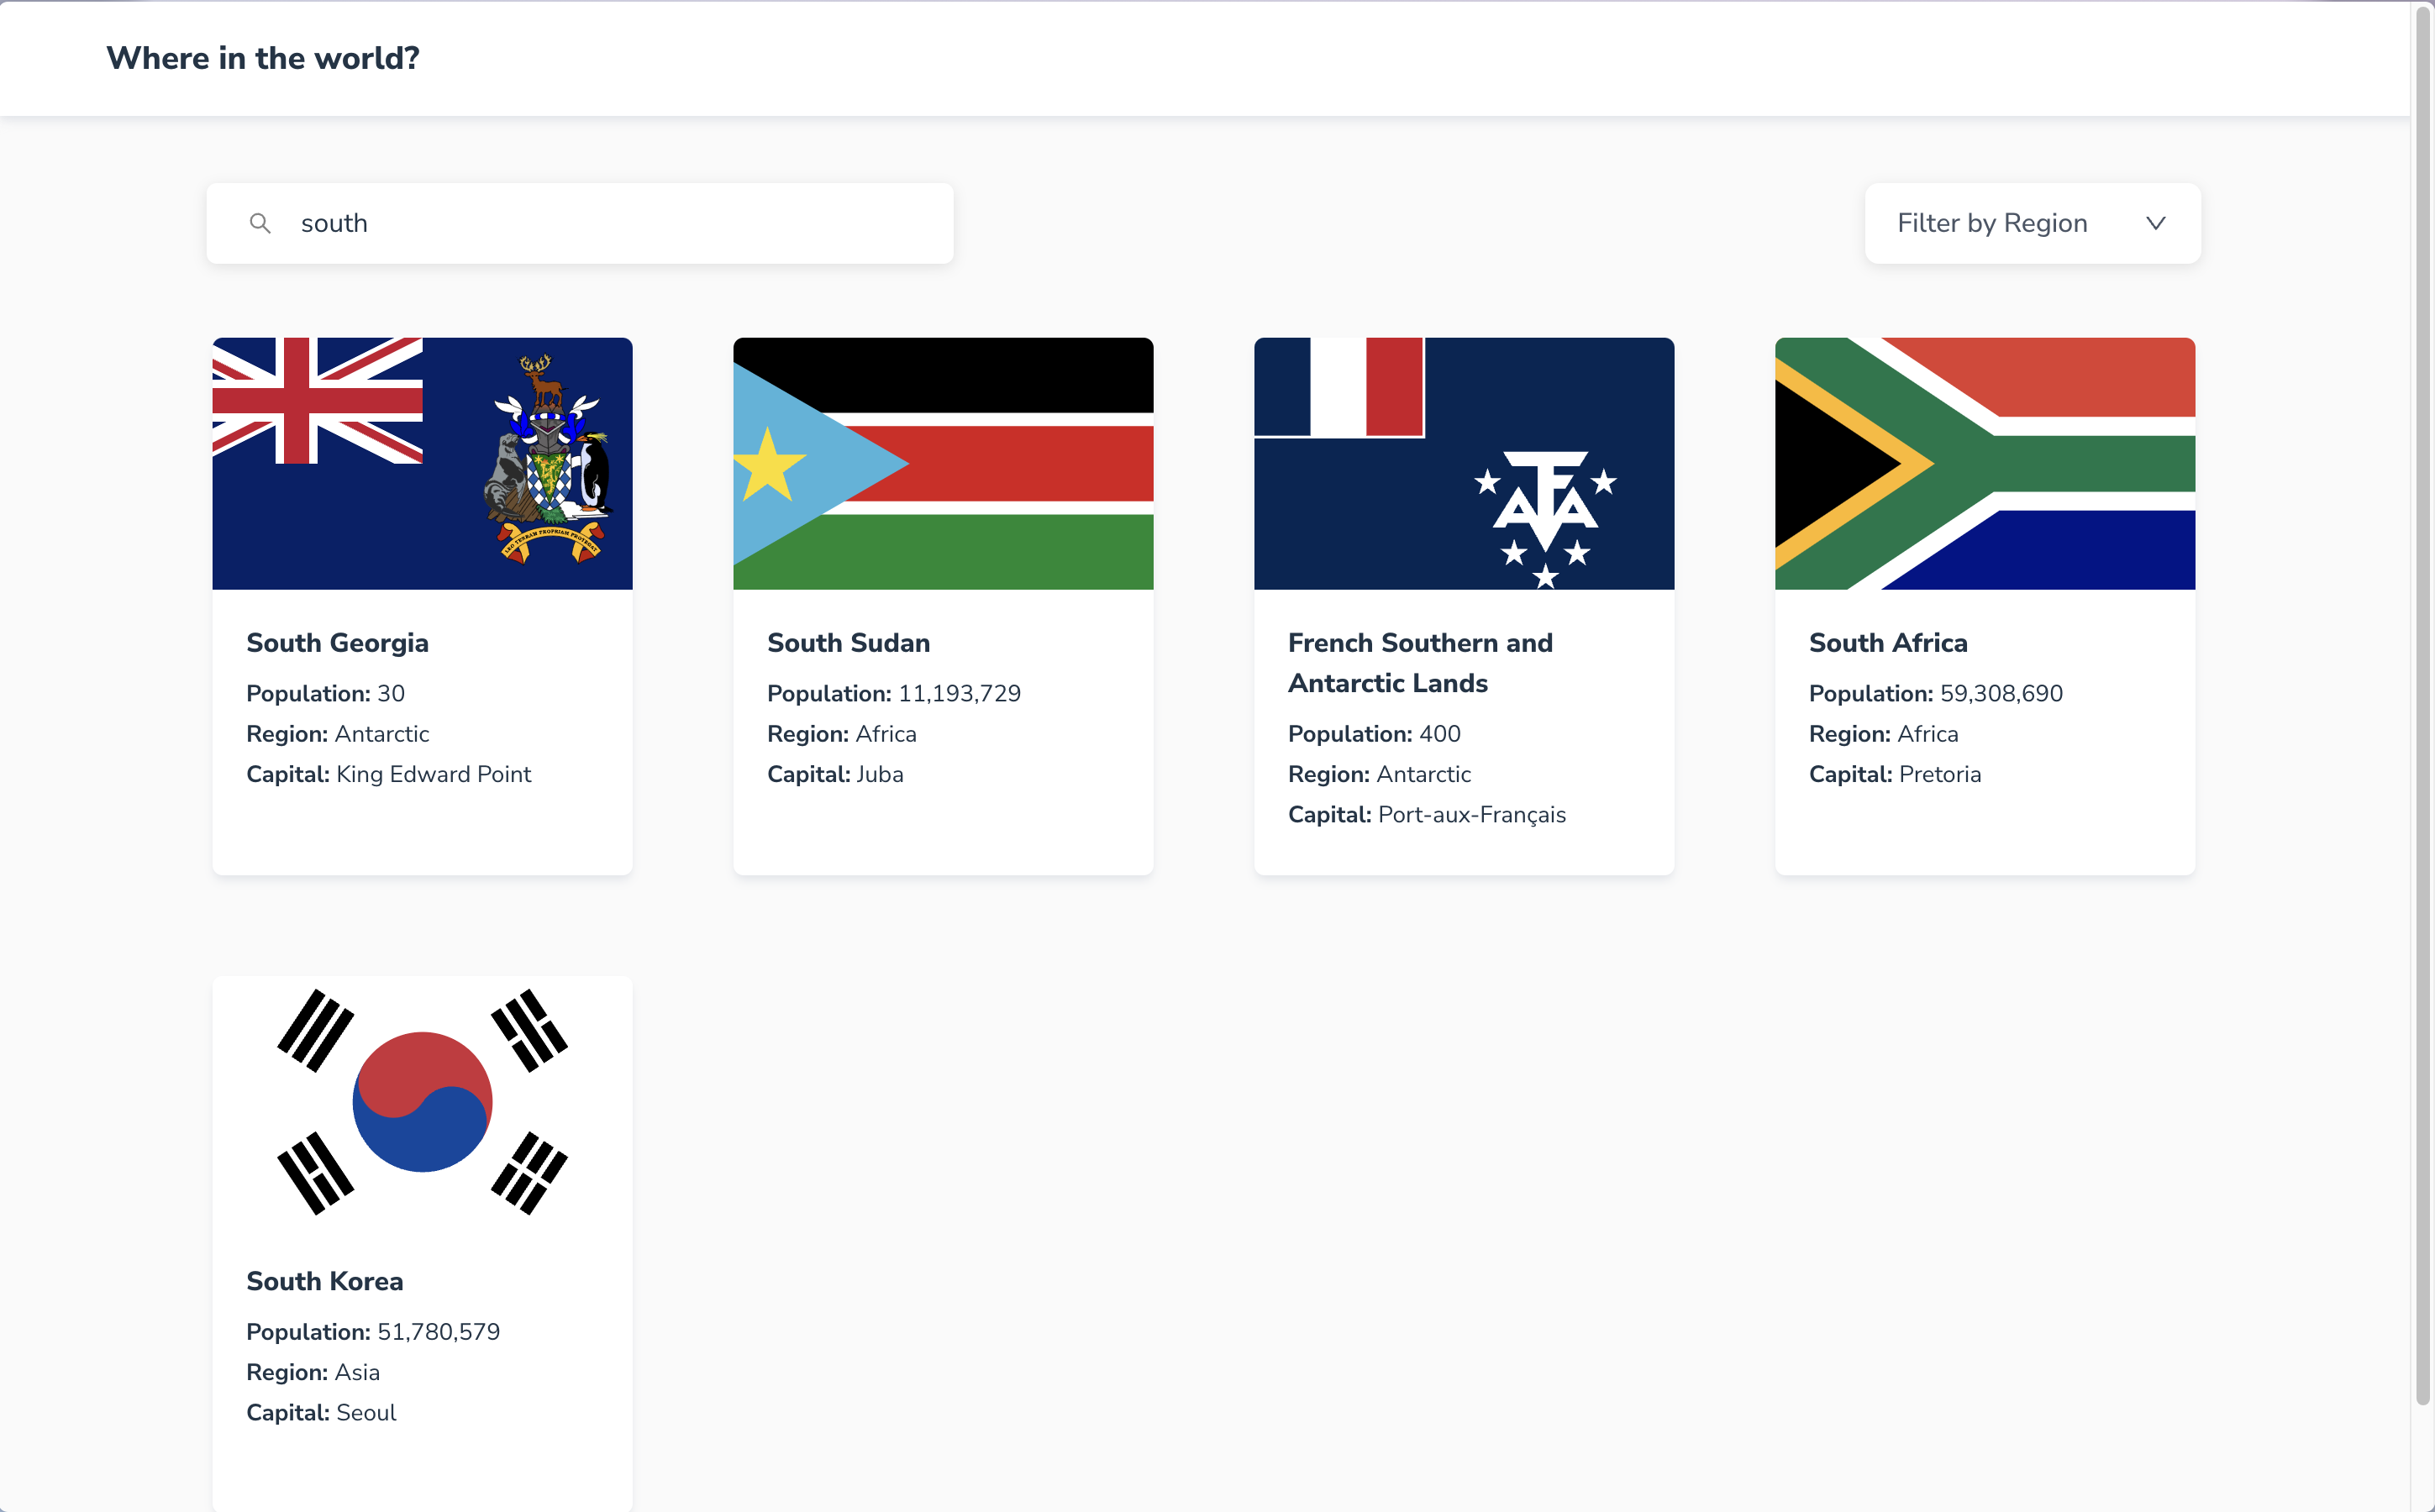 Where in the world?
south
Filter by Region
South Georgia
Population: 30
Region: Antarctic
Capital: King Edward Point
South Sudan
Population: 11,193,729
Region: Africa
Capital: Juba
French Southern and
Antarctic Lands
Population: 400
Region: Antarctic
Capital: Port-aux-Français
South Africa
Population: 59,308,690
Region: Africa
Capital: Pretoria
South Korea
Population: 51,780,579
Region: Asia
Capital: Seoul